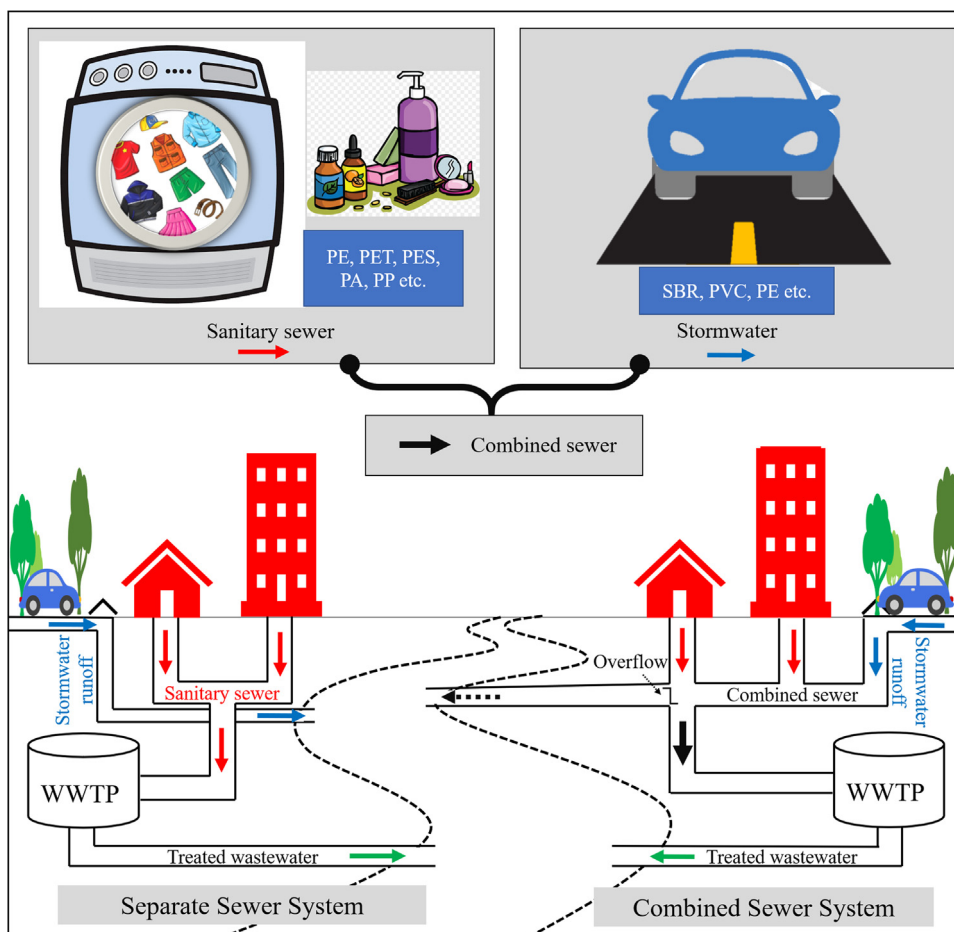 PE, PET, PES,
PA, PP etc.
Sanitary sewer
SBR, PVC, PE etc.
Stormwater
Combined sewer
Stormwater
runoff
Sanitary sewer
Overflow
Combined sewer
Stormwater
runoff
WWTP
WWTP
Treated wastewater
Treated wastewater
Separate Sewer System
Combined Sewer System